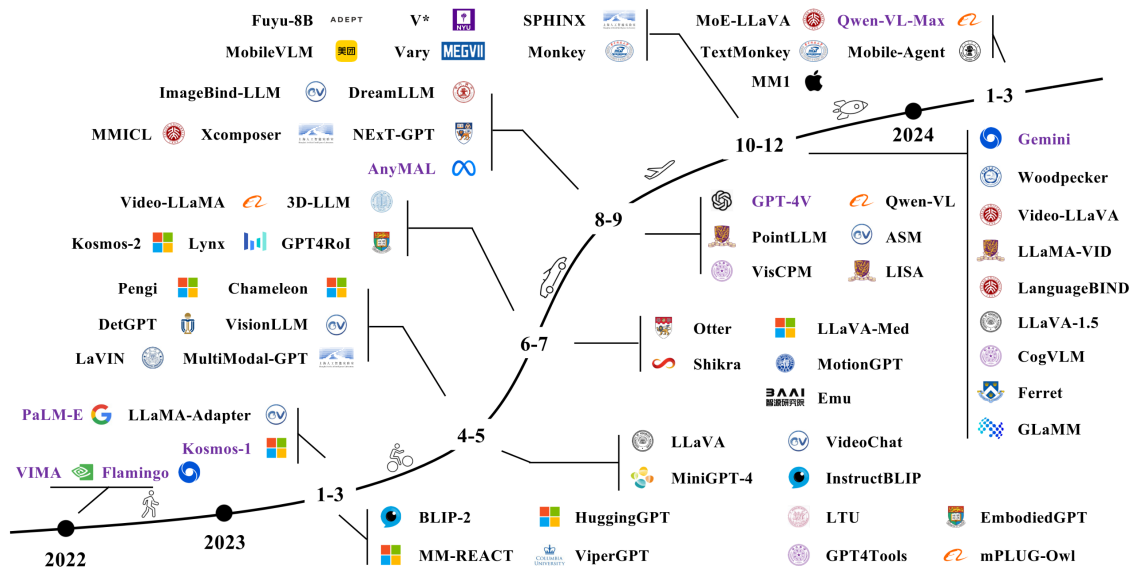 Fuyu-8B ADEPT V* NYU SPHINX MoE-LLaVA Qwen-VL-Max
MobileVLM 美团 Vary MEGVII Monkey TextMonkey Mobile-Agent
MM1
ImageBind-LLM DreamLLM
1-3
MMICL Xcomposer NExT-GPT
2024
10-12
AnyMAL
Gemini
Woodpecker
Video-LLaVA
LLaMA-VID
LanguageBIND
LLaVA-1.5
CogVLM
Ferret
GLaMM
8-9
GPT-4V Qwen-VL
PointLLM ASM
VisCPM LISA
Video-LLaMA 3D-LLM
Kosmos-2 Lynx GPT4RoI
Pengi Chameleon
DetGPT VisionLLM
LaVIN MultiModal-GPT
6-7
Otter LLaVA-Med
Shikra MotionGPT
BAAI
智源研究院 Emu
PaLM-E LLaMA-Adapter
Kosmos-1
VIMA Flamingo
4-5
LLaVA VideoChat
MiniGPT-4 InstructBLIP
LTU EmbodiedGPT
GPT4Tools mPLUG-Owl
1-3
BLIP-2 HuggingGPT
MM-REACT COLUMBIA UNIVERSITY ViperGPT
2022
2023